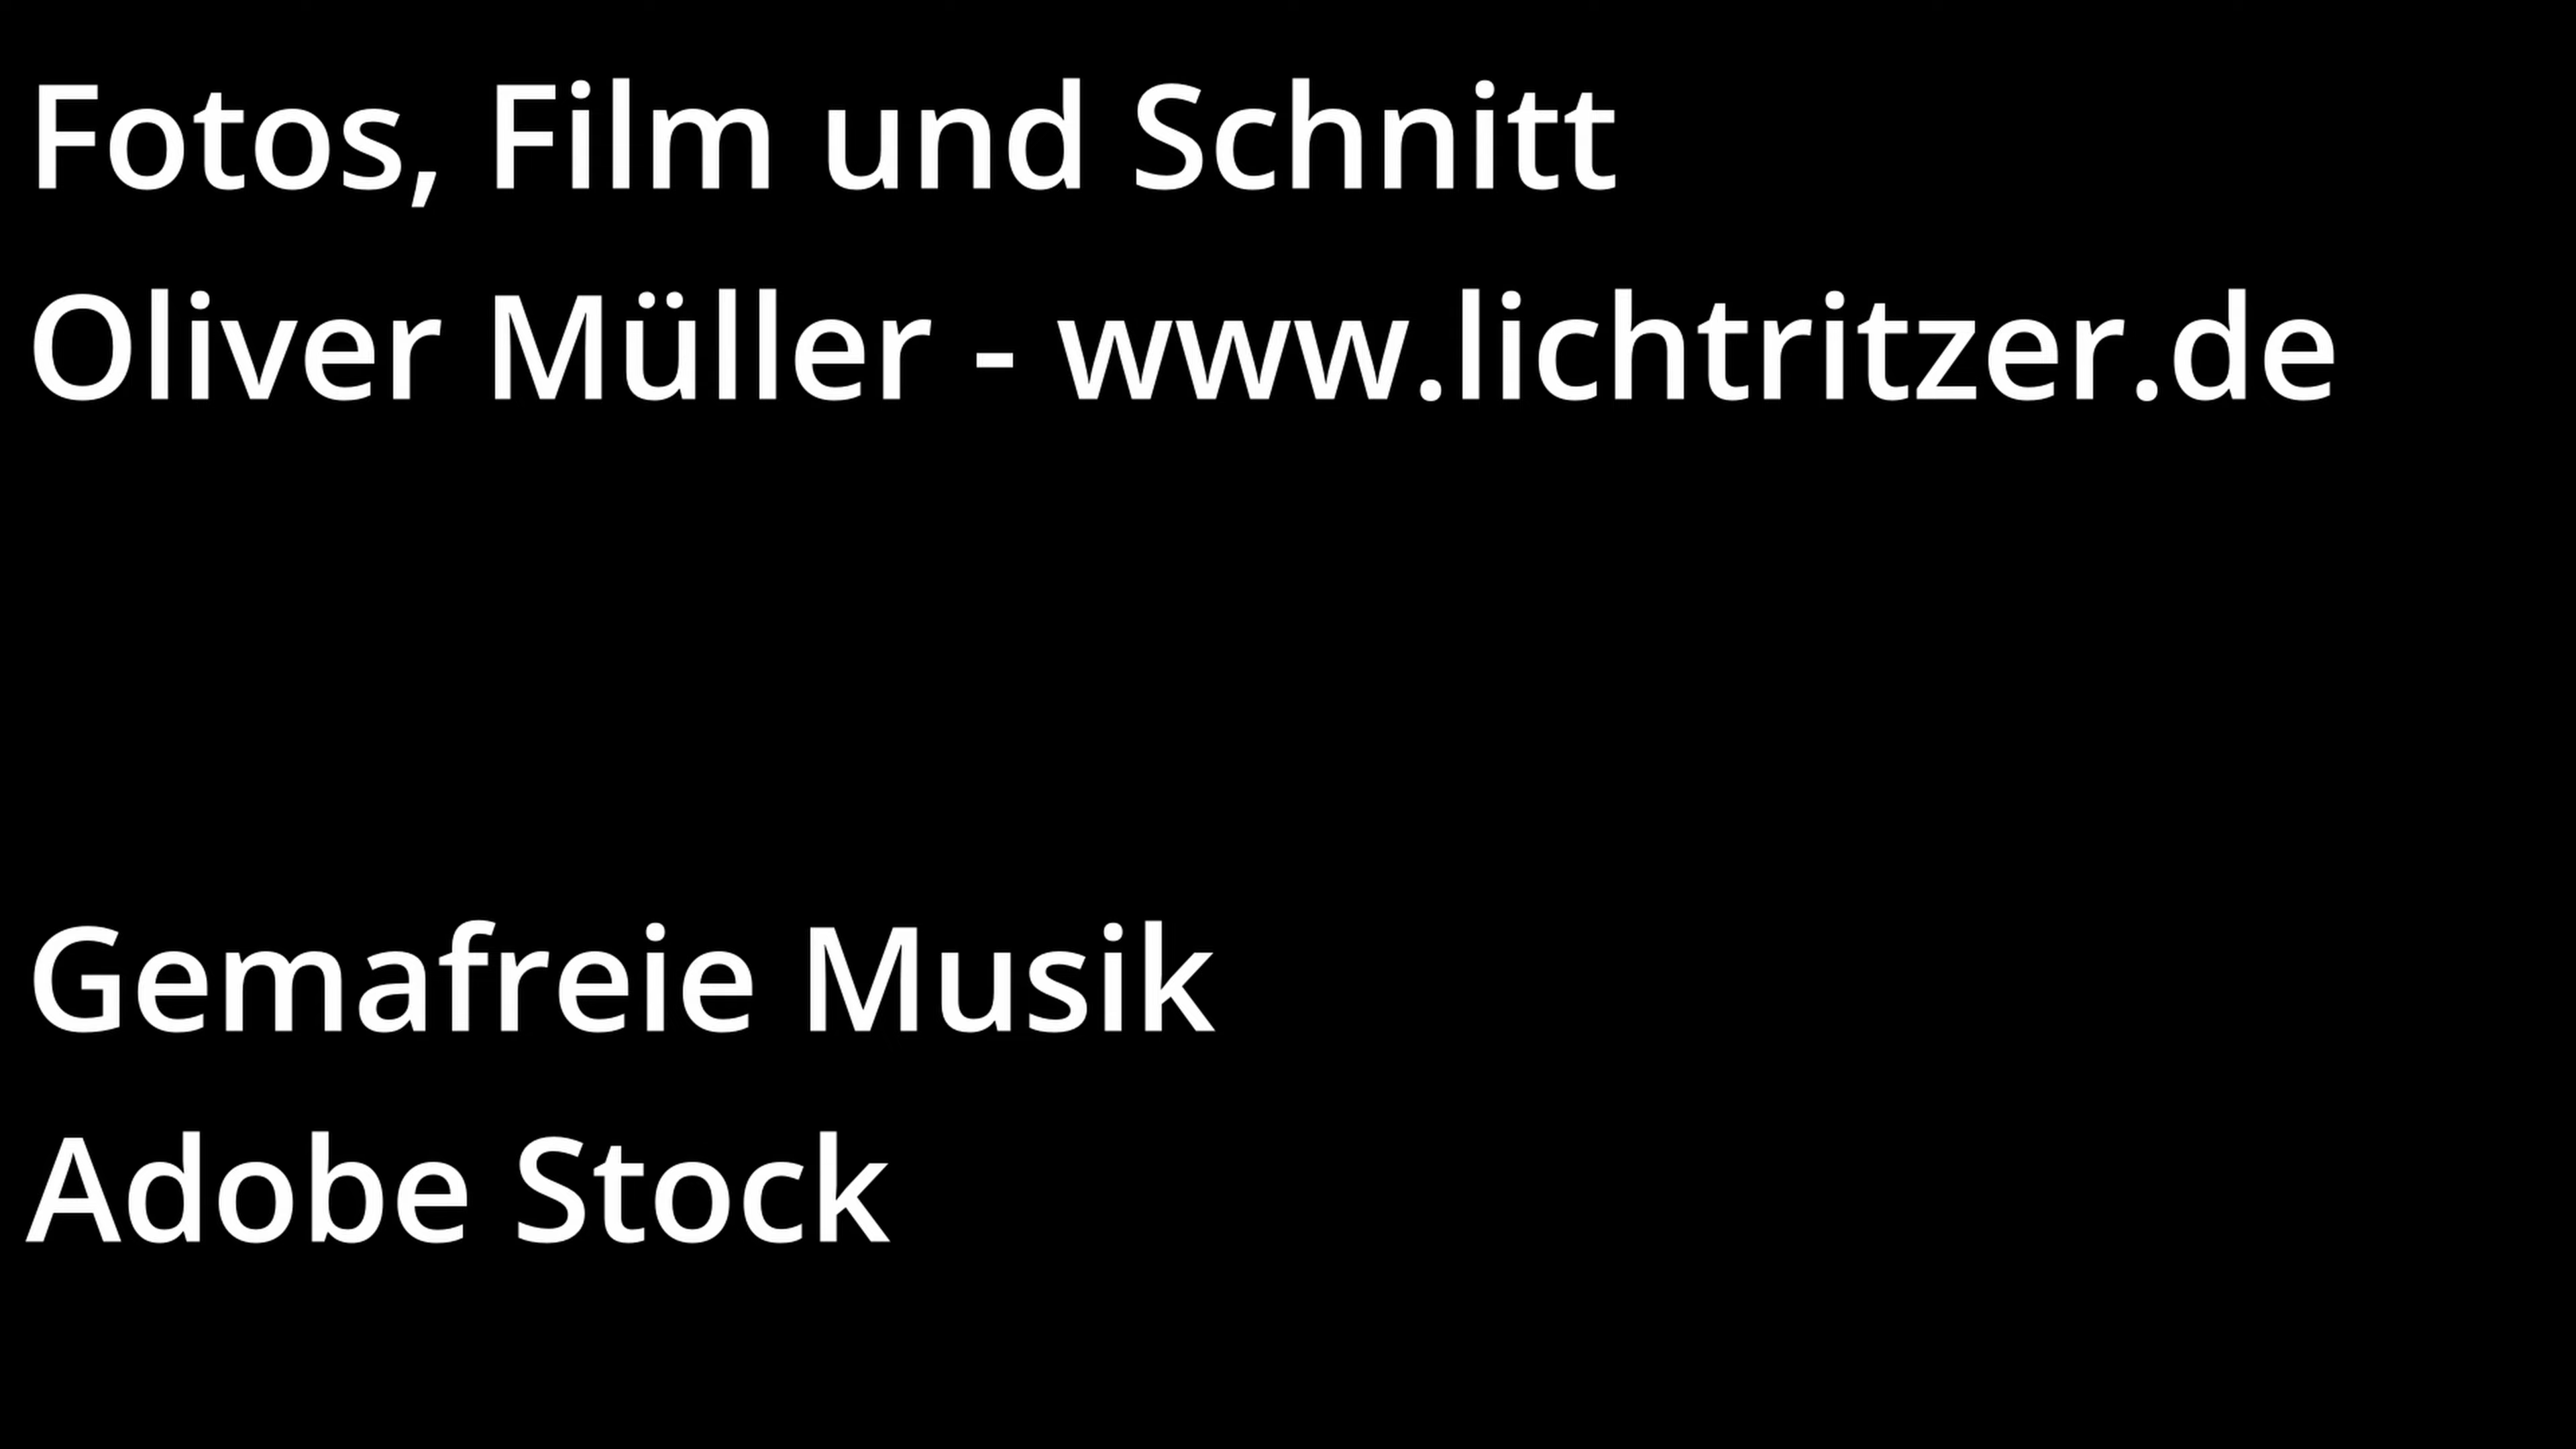 Fotos, Film und Schnitt
Oliver Müller - www.lichtritzer.de
Gemafreie Musik
Adobe Stock